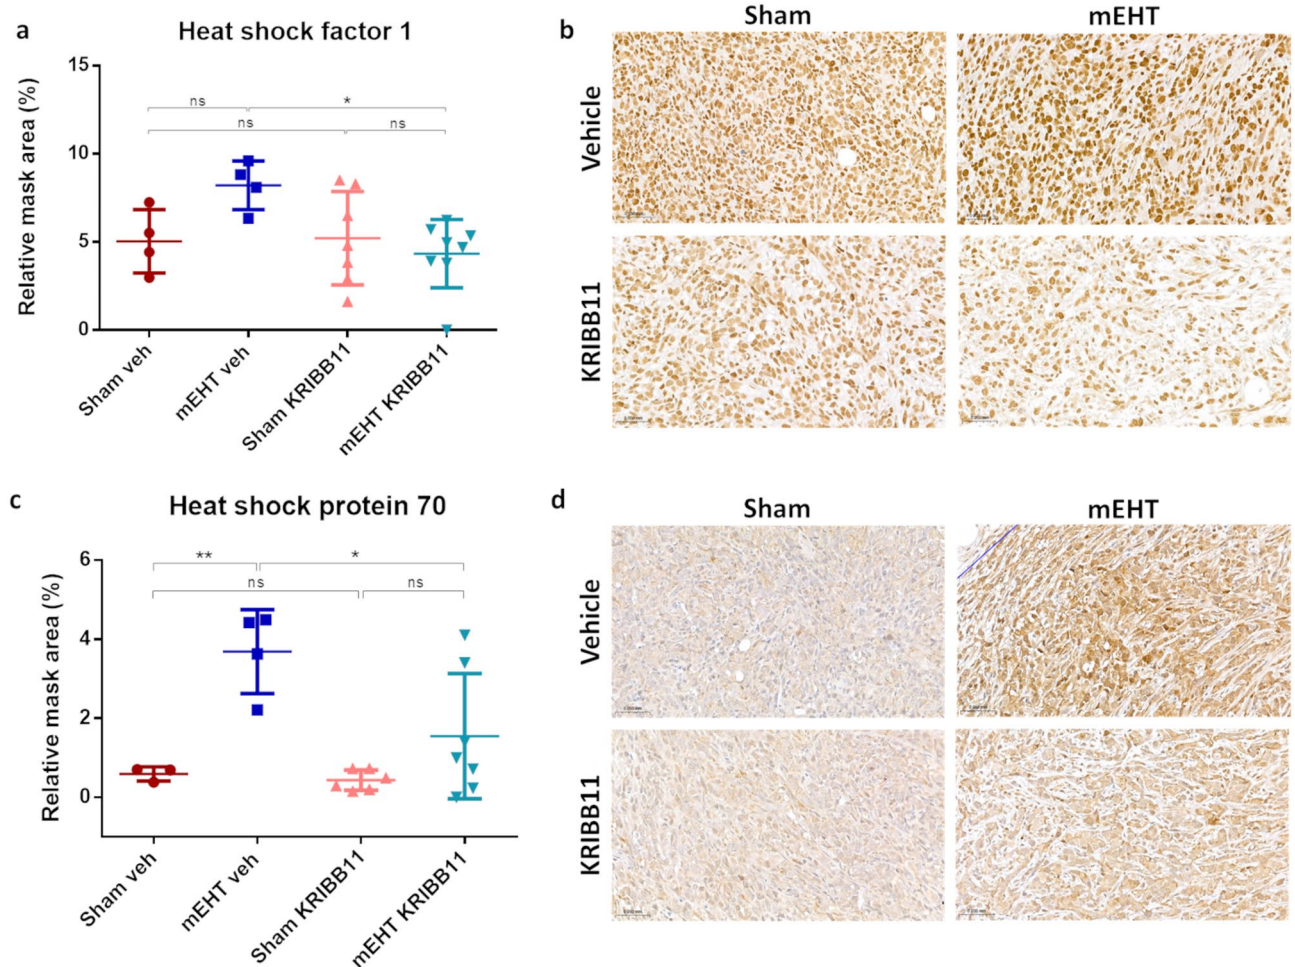 a
Heat shock factor 1
Relative mask area (%)
15
10
5
0
ns
*
ns
ns
Sham veh
mEHT veh
Sham KRIBB11
mEHT KRIBB11
b
Sham
mEHT
Vehicle
KRIBB11
c
Heat shock protein 70
Relative mask area (%)
6
4
2
0
**
*
ns
ns
Sham veh
mEHT veh
Sham KRIBB11
mEHT KRIBB11
d
Sham
mEHT
Vehicle
KRIBB11